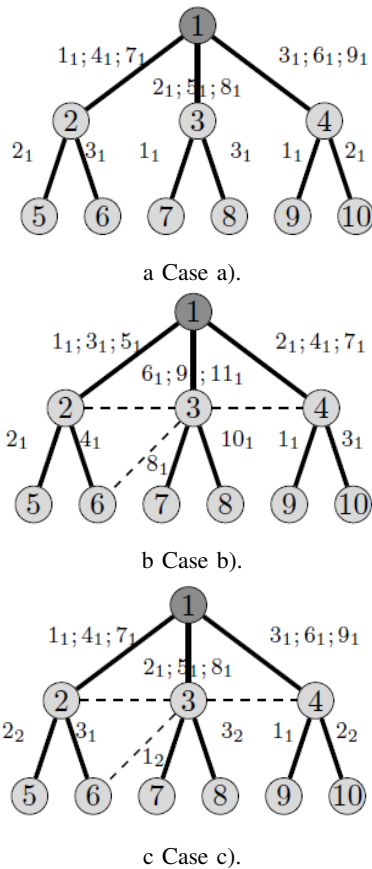 1
1₁;4₁;7₁ 3₁;6₁;9₁
2₁;5₁;8₁
2 3 4
2₁ 3₁ 1₁ 3₁ 1₁ 2₁
5 6 7 8 9 10
a Case a).
1
1₁;3₁;5₁ 2₁;4₁;7₁
6₁;9₁;11₁
2 3 4
2₁ 4₁ 10₁ 1₁ 3₁
8₁
5 6 7 8 9 10
b Case b).
1
1₁;4₁;7₁ 3₁;6₁;9₁
2₁;5₁;8₁
2 3 4
2₂ 3₁ 3₂ 1₁ 2₂
1₂
5 6 7 8 9 10
c Case c).